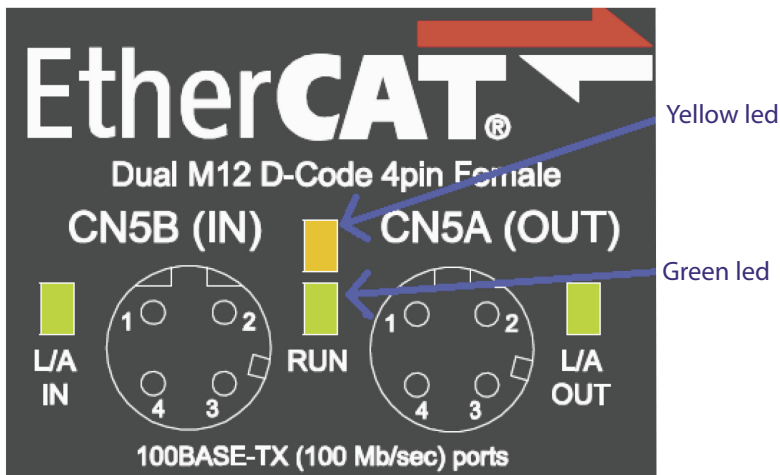 EtherCAT®
Yellow led
Dual M12 D-Code 4pin Female
CN5B (IN) CN5A (OUT)
Green led
1 2 1 2
L/A IN RUN L/A OUT
4 3 4 3
100BASE-TX (100 Mb/sec) ports